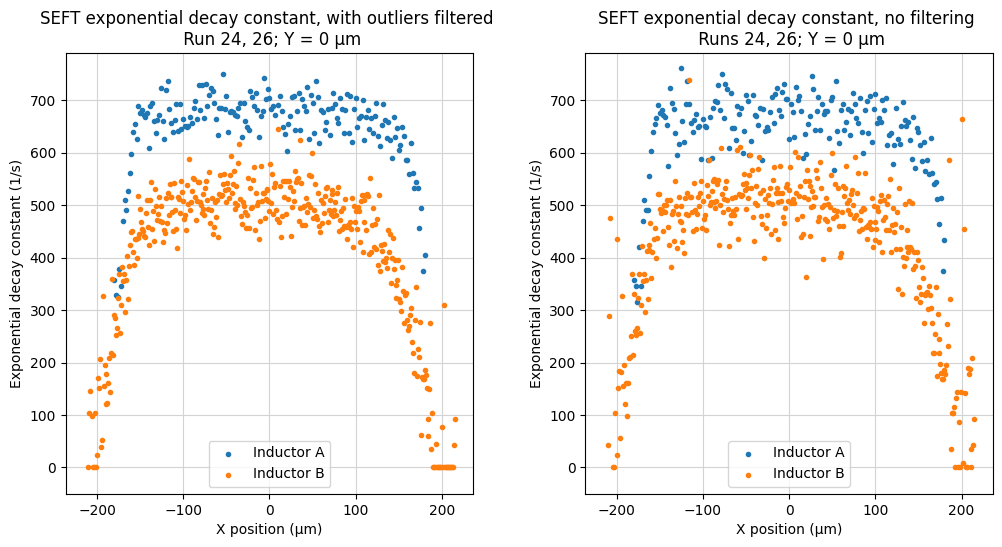 SEFT exponential decay constant, with outliers filtered
Run 24, 26; Y = 0 μm
Exponential decay constant (1/s)
700
600
500
400
300
200
100
0
Inductor A
Inductor B
−200
−100
0
100
200
X position (μm)
SEFT exponential decay constant, no filtering
Runs 24, 26; Y = 0 μm
Exponential decay constant (1/s)
700
600
500
400
300
200
100
0
Inductor A
Inductor B
−200
−100
0
100
200
X position (μm)